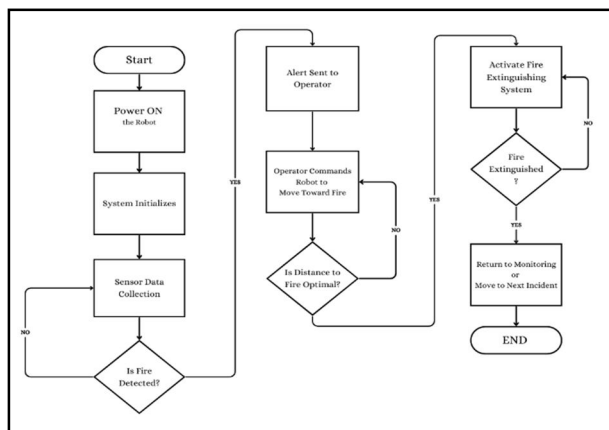 Start
Power ON
the Robot
System Initializes
Sensor Data
Collection
NO
Is Fire
Detected?
YES
Alert Sent to
Operator
Operator Commands
Robot to
Move Toward Fire
NO
Is Distance to
Fire Optimal?
YES
Activate Fire
Extinguishing
System
NO
Fire
Extinguished
?
YES
Return to Monitoring
or
Move to Next Incident
END